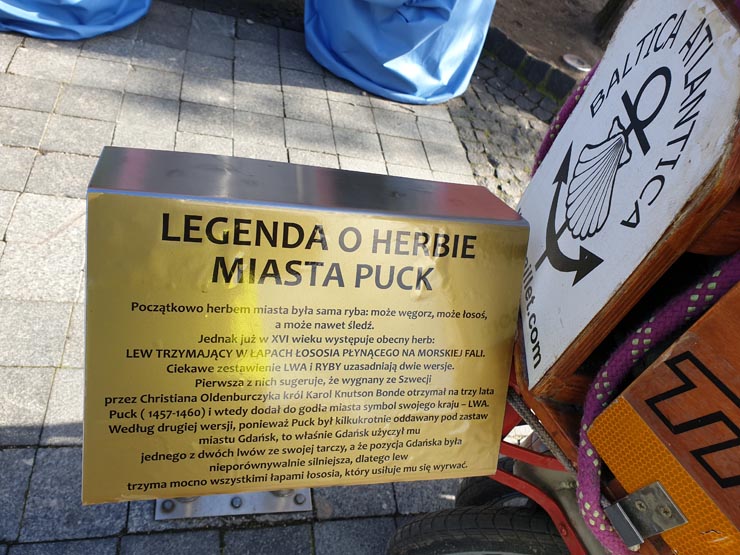 LEGENDA O HERBIE
MIASTA PUCK
Początkowo herbem miasta była sama ryba: może węgorz, może łosoś,
a może nawet śledź.
Jednak już w XVI wieku występuje obecny herb:
LEW TRZYMAJĄCY W ŁAPACH ŁOSOSIA PŁYNĄCEGO NA MORSKIEJ FALI.
Ciekawe zestawienie LWA i RYBY uzasadniają dwie wersje.
Pierwsza z nich sugeruje, że wygnany ze Szwecji
przez Christiana Oldenburczyka król Karol Knutson Bonde otrzymał na trzy lata
Puck ( 1457-1460) i wtedy dodał do godła miasta symbol swojego kraju – LWA.
Według drugiej wersji, ponieważ Puck był kilkukrotnie oddawany pod zastaw
miastu Gdańsk, to właśnie Gdańsk użyczył mu
jednego z dwóch lwów ze swojej tarczy, a że pozycja Gdańska była
nieporównywalnie silniejsza, dlatego lew
trzyma mocno wszystkimi łapami łososia, który usiłuje mu się wyrwać.
BALTICA ATLANTTICA
.com